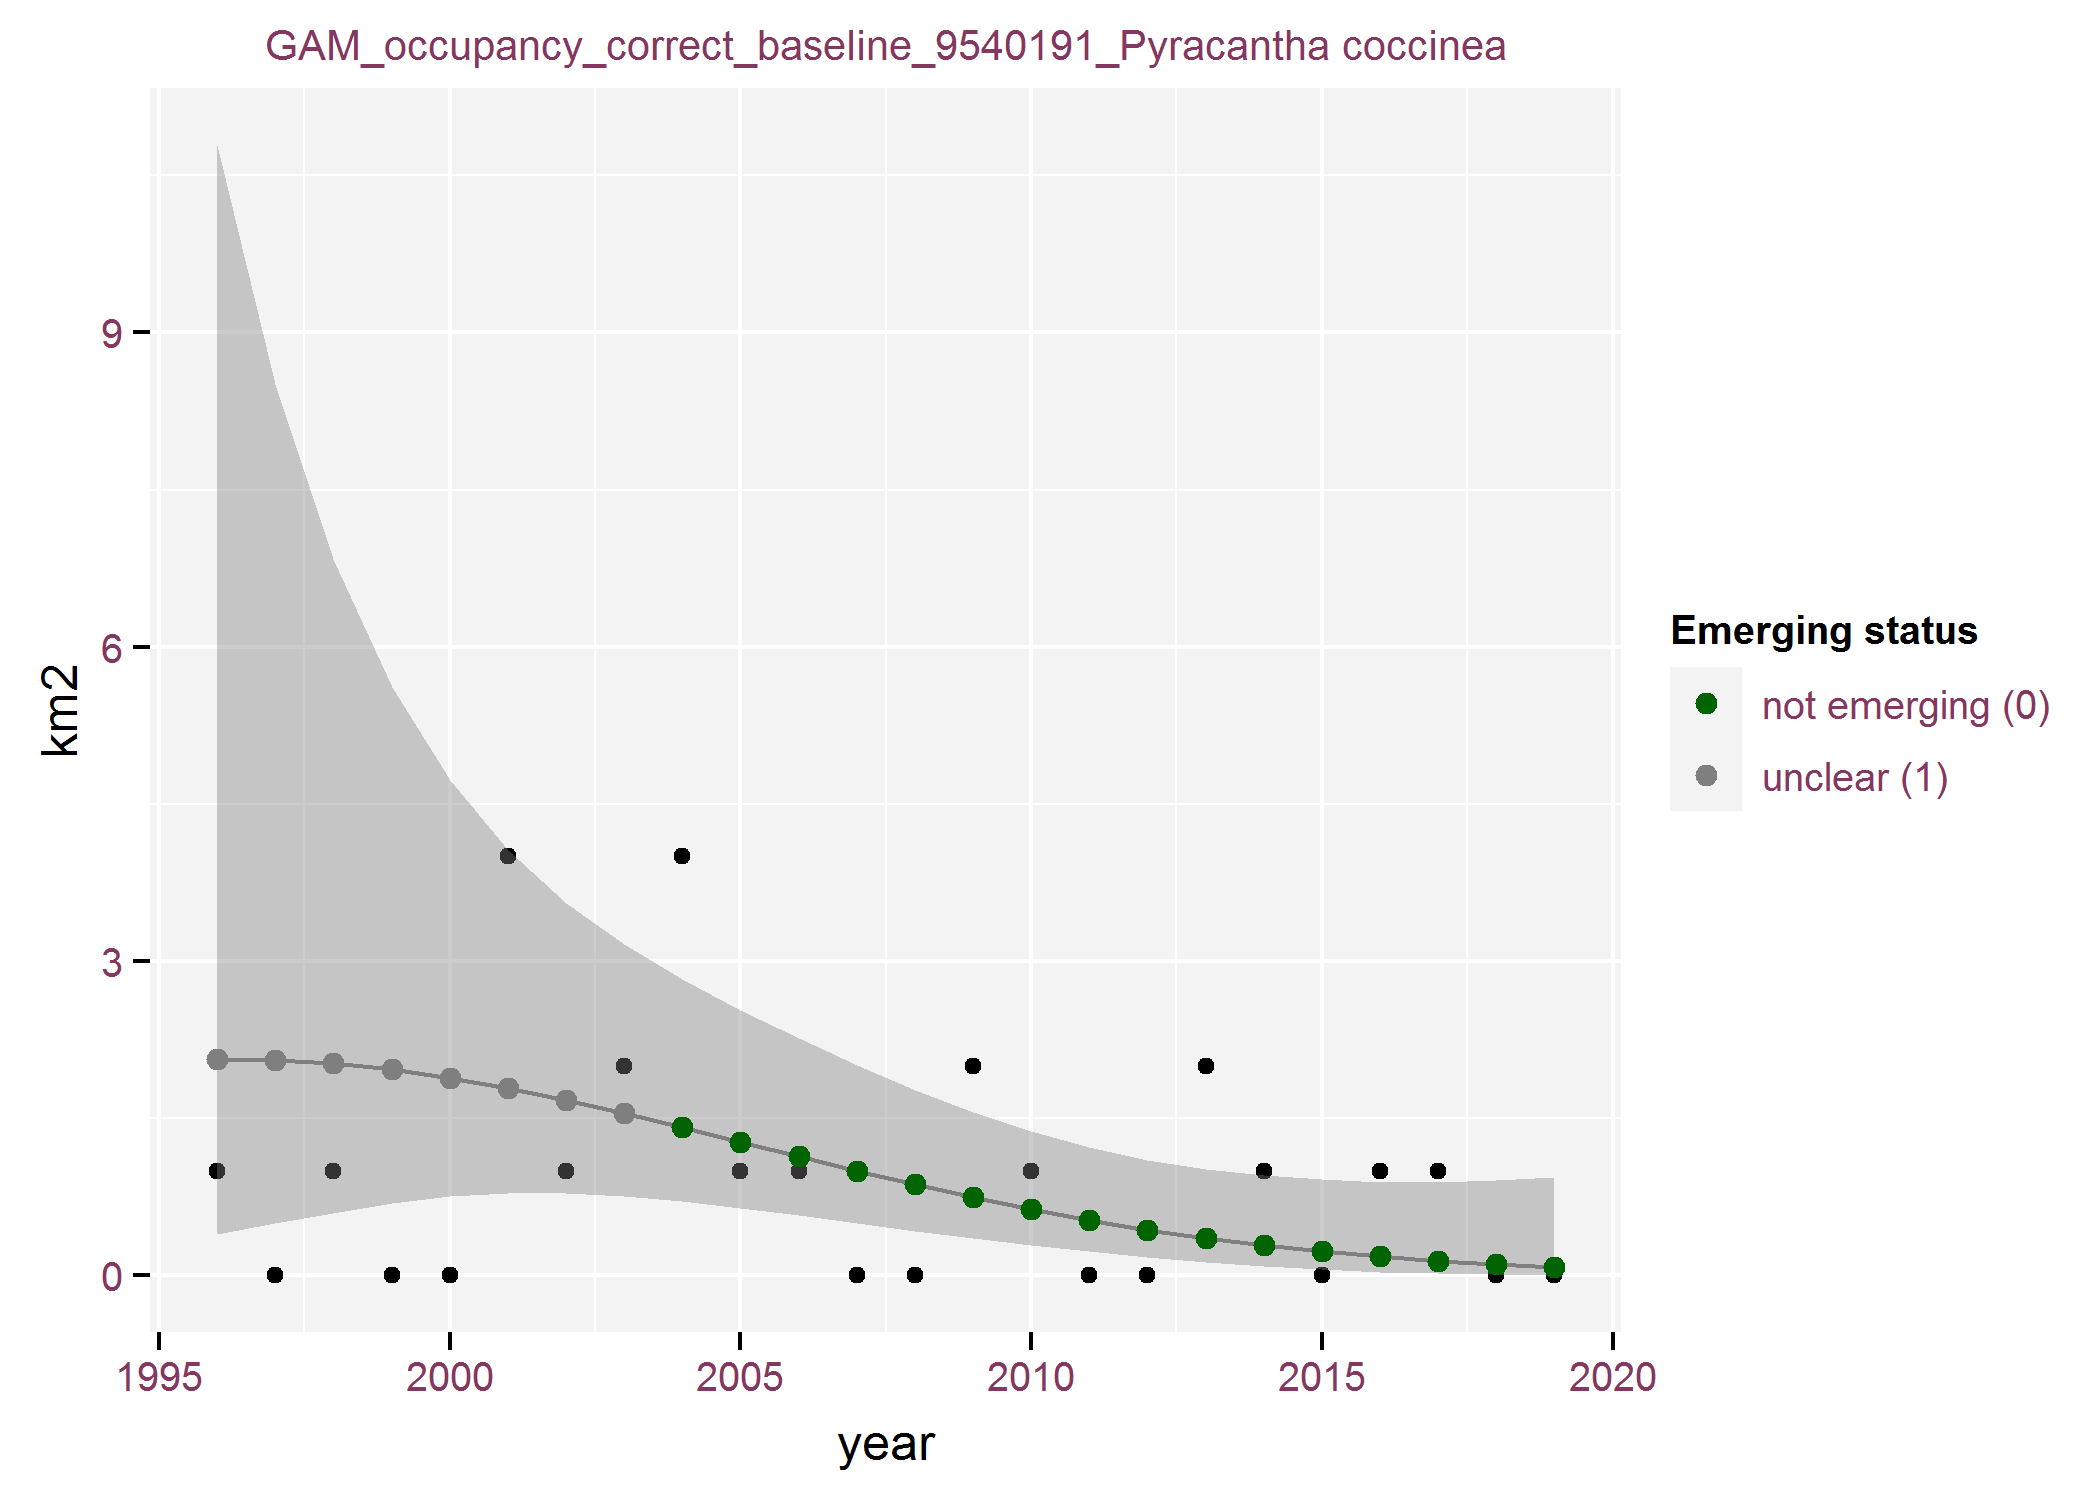 GAM_occupancy_correct_baseline_9540191_Pyracantha coccinea
9
6
3
0
km2
1995 2000 2005 2010 2015 2020
year
Emerging status
not emerging (0)
unclear (1)